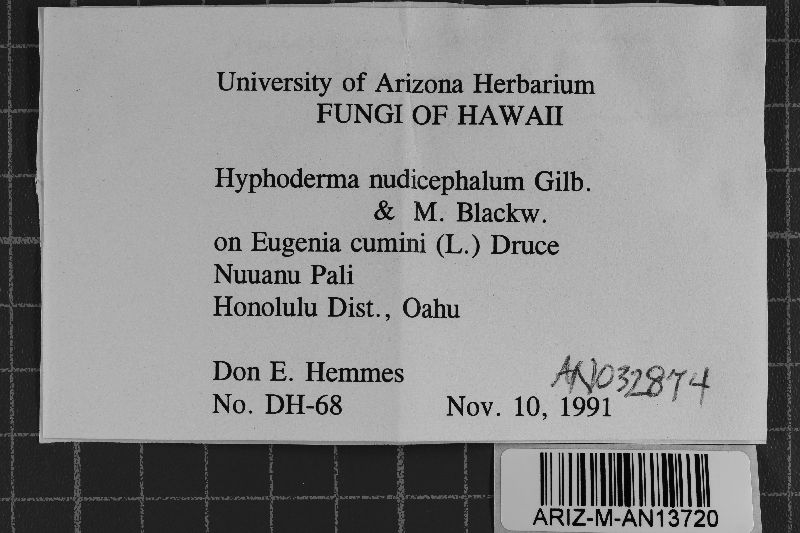 University of Arizona Herbarium
FUNGI OF HAWAII
Hyphoderma nudicephalum Gilb.
& M. Blackw.
on Eugenia cumini (L.) Druce
Nuuanu Pali
Honolulu Dist., Oahu
Don E. Hemmes
AN032874
No. DH-68 Nov. 10, 1991
ARIZ-M-AN13720